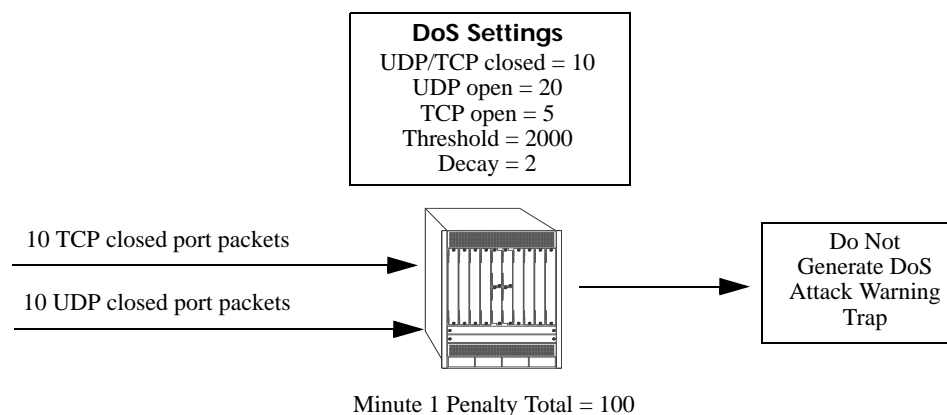 DoS Settings
UDP/TCP closed = 10
UDP open = 20
TCP open = 5
Threshold = 2000
Decay = 2
10 TCP closed port packets
10 UDP closed port packets
Do Not
Generate DoS
Attack Warning
Trap
Minute 1 Penalty Total = 100